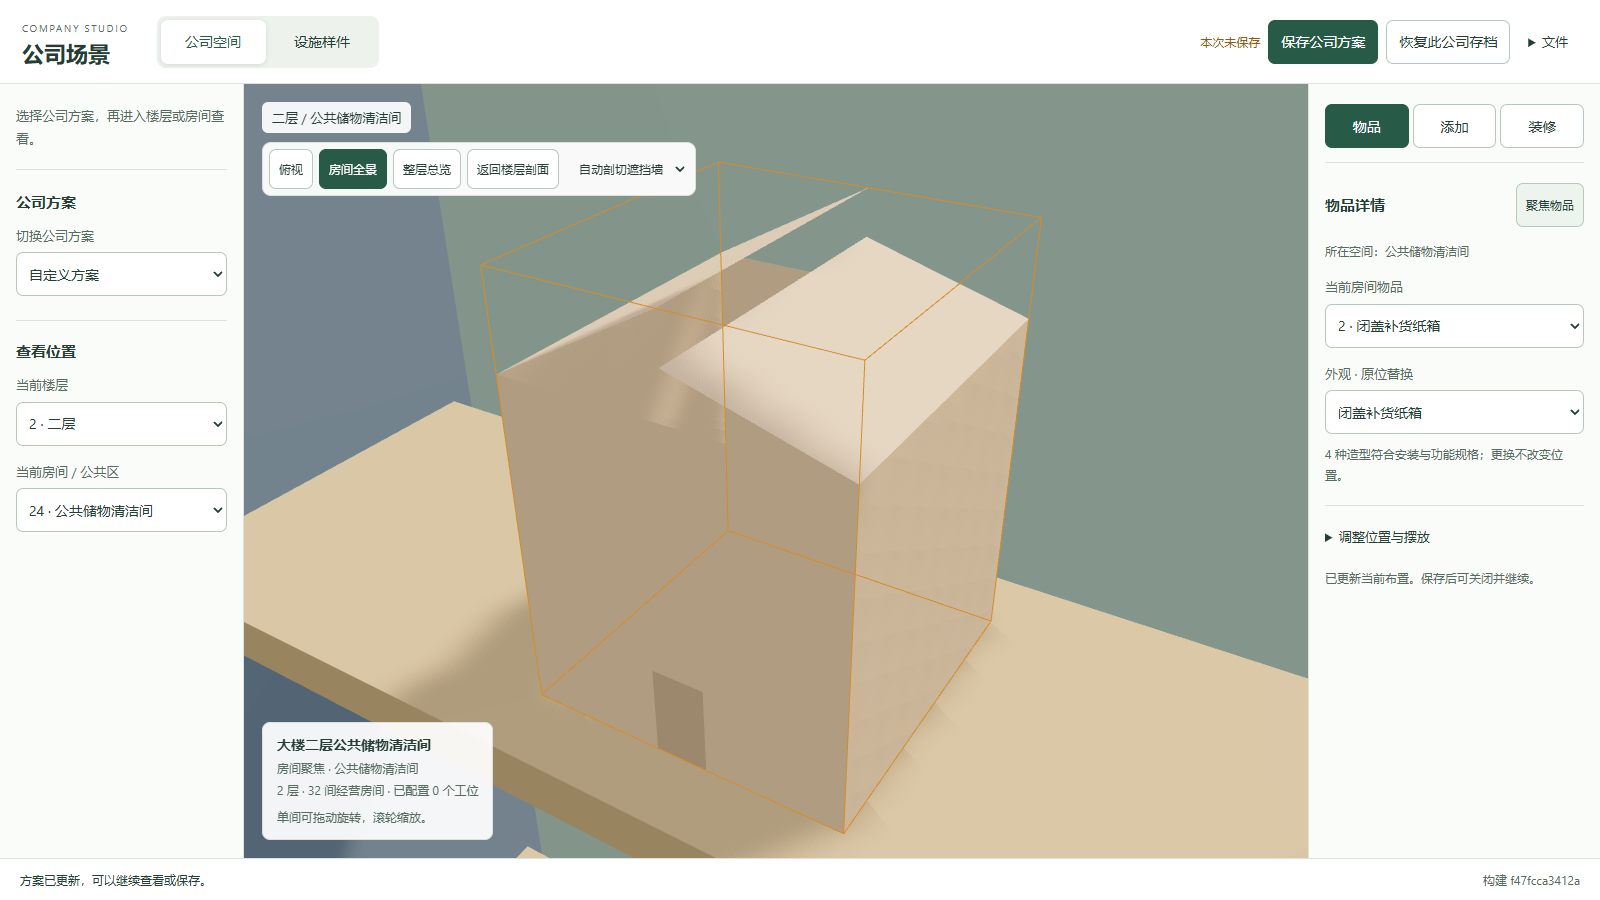 COMPANY STUDIO
公司场景
公司空间
设施样件
本次未保存
保存公司方案
恢复此公司存档
文件
选择公司方案，再进入楼层或房间查
看。
公司方案
切换公司方案
自定义方案
查看位置
当前楼层
2 · 二层
当前房间 / 公共区
24 · 公共储物清洁间
二层 / 公共储物清洁间
俯视
房间全景
整层总览
返回楼层剖面
自动剖切遮挡墙
大楼二层公共储物清洁间
房间聚焦 · 公共储物清洁间
2 层 · 32 间经营房间 · 已配置 0 个工位
单间可拖动旋转，滚轮缩放。
物品
添加
装修
物品详情
聚焦物品
所在空间：公共储物清洁间
当前房间物品
2 · 闭盖补货纸箱
外观 · 原位替换
闭盖补货纸箱
4 种造型符合安装与功能规格；更换不改变位
置。
调整位置与摆放
已更新当前布置。保存后可关闭并继续。
方案已更新，可以继续查看或保存。
构建 f47fcca3412a